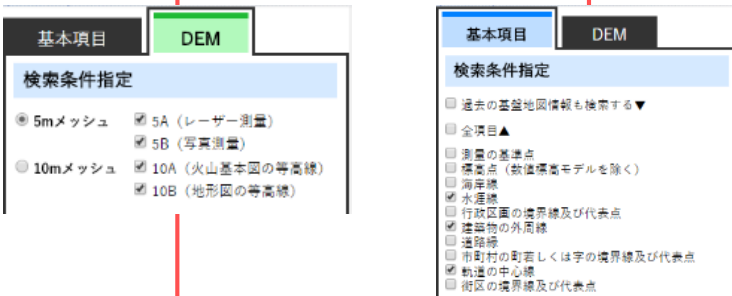 基本項目 DEM
検索条件指定
5mメッシュ 5A（レーザー測量）
5B（写真測量）
10mメッシュ 10A（火山基本図の等高線）
10B（地形図の等高線）
基本項目 DEM
検索条件指定
過去の基盤地図情報も検索する▼
全項目▲
測量の基準点
標高点（数値標高モデルを除く）
海岸線
水涯線
行政区画の境界線及び代表点
建築物の外周線
道路縁
市町村の町若しくは字の境界線及び代表点
軌道の中心線
街区の境界線及び代表点